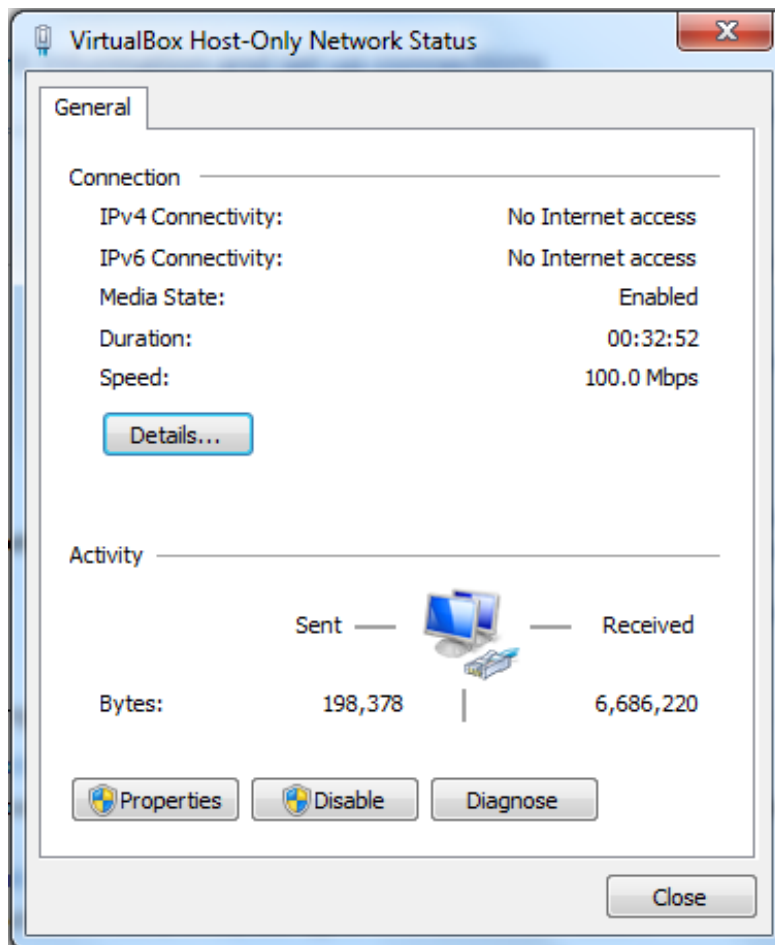 VirtualBox Host-Only Network Status
General
Connection
IPv4 Connectivity: No Internet access
IPv6 Connectivity: No Internet access
Media State: Enabled
Duration: 00:32:52
Speed: 100.0 Mbps
Details...
Activity
Sent Received
Bytes: 198,378 6,686,220
Properties Disable Diagnose
Close